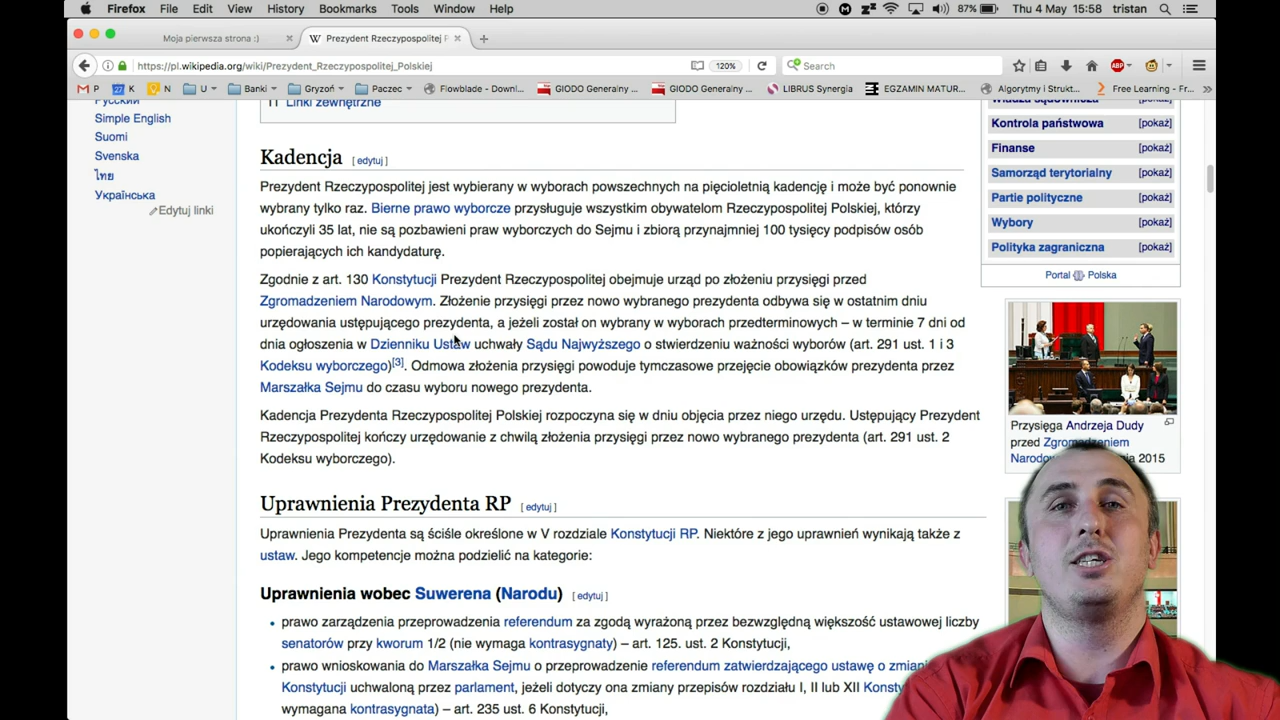 Firefox File Edit View History Bookmarks Tools Window Help 87% Thu 4 May 15:58 tristan
Moja pierwsza strona :) Prezydent Rzeczypospolitej P
https://pl.wikipedia.org/wiki/Prezydent_Rzeczypospolitej_Polskiej 120% Search
P K N U Banki Gryzoń Paczec Flowblade - Downl... GIODO Generalny ... GIODO Generalny ... LIBRUS Synergia EGZAMIN MATUR... Algorytmy i Strukt... Free Learning - Fr...
Русский
Simple English
Suomi
Svenska
ไทย
Українська
Edytuj linki
11 Linki zewnętrzne
Kadencja [ edytuj ]
Prezydent Rzeczypospolitej jest wybierany w wyborach powszechnych na pięcioletnią kadencję i może być ponownie
wybrany tylko raz. Bierne prawo wyborcze przysługuje wszystkim obywatelom Rzeczypospolitej Polskiej, którzy
ukończyli 35 lat, nie są pozbawieni praw wyborczych do Sejmu i zbiorą przynajmniej 100 tysięcy podpisów osób
popierających ich kandydaturę.
Zgodnie z art. 130 Konstytucji Prezydent Rzeczypospolitej obejmuje urząd po złożeniu przysięgi przed
Zgromadzeniem Narodowym. Złożenie przysięgi przez nowo wybranego prezydenta odbywa się w ostatnim dniu
urzędowania ustępującego prezydenta, a jeżeli został on wybrany w wyborach przedterminowych – w terminie 7 dni od
dnia ogłoszenia w Dzienniku Ustaw uchwały Sądu Najwyższego o stwierdzeniu ważności wyborów (art. 291 ust. 1 i 3
Kodeksu wyborczego)[3]. Odmowa złożenia przysięgi powoduje tymczasowe przejęcie obowiązków prezydenta przez
Marszałka Sejmu do czasu wyboru nowego prezydenta.
Kadencja Prezydenta Rzeczypospolitej Polskiej rozpoczyna się w dniu objęcia przez niego urzędu. Ustępujący Prezydent
Rzeczypospolitej kończy urzędowanie z chwilą złożenia przysięgi przez nowo wybranego prezydenta (art. 291 ust. 2
Kodeksu wyborczego).
Uprawnienia Prezydenta RP [ edytuj ]
Uprawnienia Prezydenta są ściśle określone w V rozdziale Konstytucji RP. Niektóre z jego uprawnień wynikają także z
ustaw. Jego kompetencje można podzielić na kategorie:
Uprawnienia wobec Suwerena (Narodu) [ edytuj ]
prawo zarządzania przeprowadzenia referendum za zgodą wyrażoną przez bezwzględną większość ustawowej liczby
senatorów przy kworum 1/2 (nie wymaga kontrasygnaty) – art. 125. ust. 2 Konstytucji,
prawo wnioskowania do Marszałka Sejmu o przeprowadzenie referendum zatwierdzającego ustawę o zmiani
Konstytucji uchwaloną przez parlament, jeżeli dotyczy ona zmiany przepisów rozdziału I, II lub XII Konsty
wymagana kontrasygnata) – art. 235 ust. 6 Konstytucji,
Władza sądownicza [pokaż]
Kontrola państwowa [pokaż]
Finanse [pokaż]
Samorząd terytorialny [pokaż]
Partie polityczne [pokaż]
Wybory [pokaż]
Polityka zagraniczna [pokaż]
Portal Polska
Przysięga Andrzeja Dudy
przed Zgromadzeniem
Narodo nia 2015